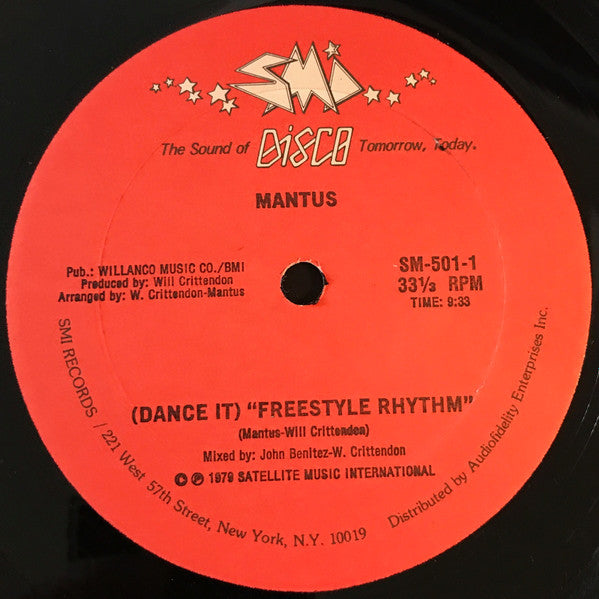 SMI
The Sound of DiSCO Tomorrow, Today.
MANTUS
Pub.: WILLANCO MUSIC CO./BMI
Produced by: Will Crittendon
Arranged by: W. Crittendon-Mantus
SM-501-1
33⅓ RPM
TIME: 9:33
(DANCE IT) “FREESTYLE RHYTHM”
(Mantus-Will Crittenden)
Mixed by: John Benitez-W. Crittendon
© ℗ 1979 SATELLITE MUSIC INTERNATIONAL
SMI RECORDS / 221 West 57th Street, New York, N.Y. 10019
Distributed by Audiofidelity Enterprises Inc.